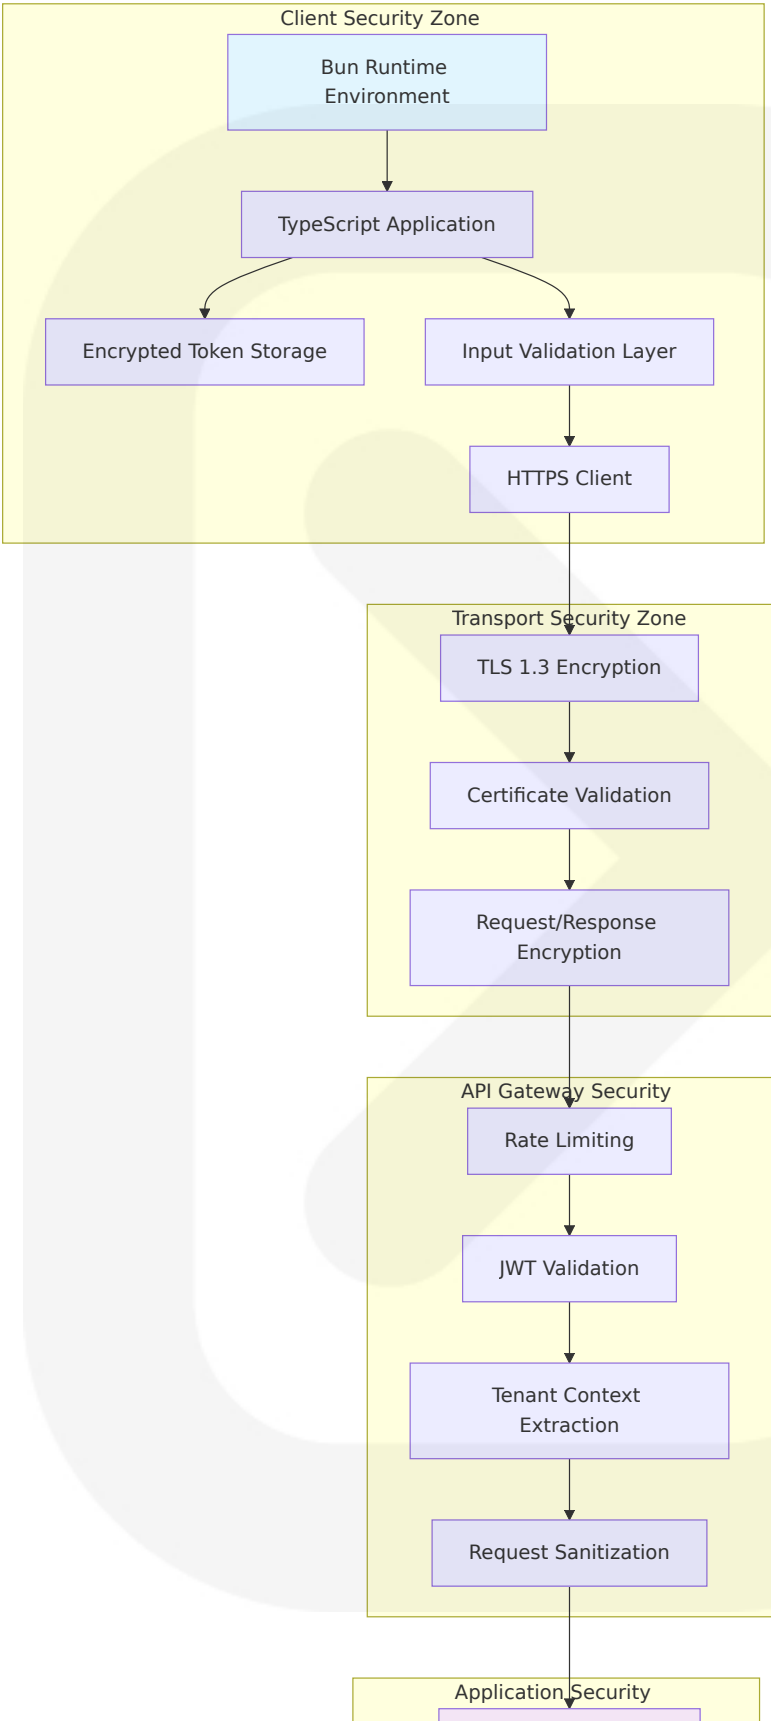 Client Security Zone
Bun Runtime
Environment
TypeScript Application
Encrypted Token Storage
Input Validation Layer
HTTPS Client
Transport Security Zone
TLS 1.3 Encryption
Certificate Validation
Request/Response
Encryption
API Gateway Security
Rate Limiting
JWT Validation
Tenant Context
Extraction
Request Sanitization
Application Security